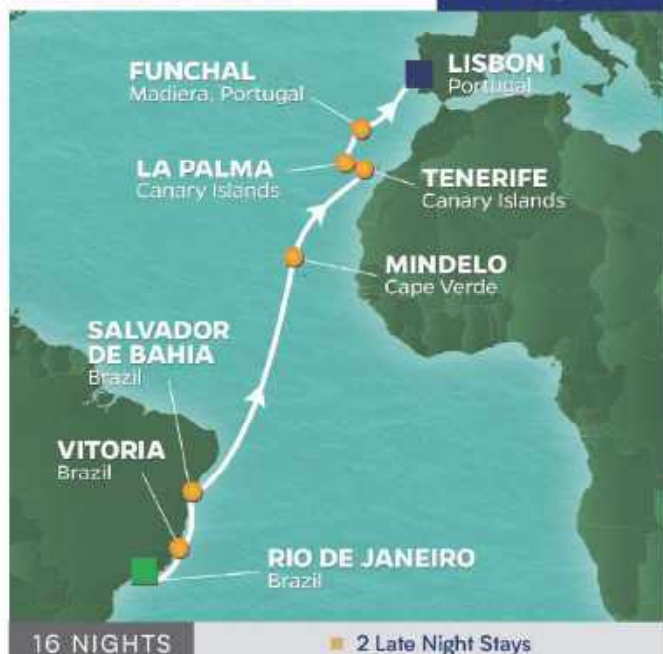 FUNCHAL
Madiera, Portugal
LISBON
Portugal
LA PALMA
Canary Islands
TENERIFE
Canary Islands
MINDELO
Cape Verde
SALVADOR
DE BAHIA
Brazil
VITORIA
Brazil
RIO DE JANEIRO
Brazil
16 NIGHTS
2 Late Night Stays